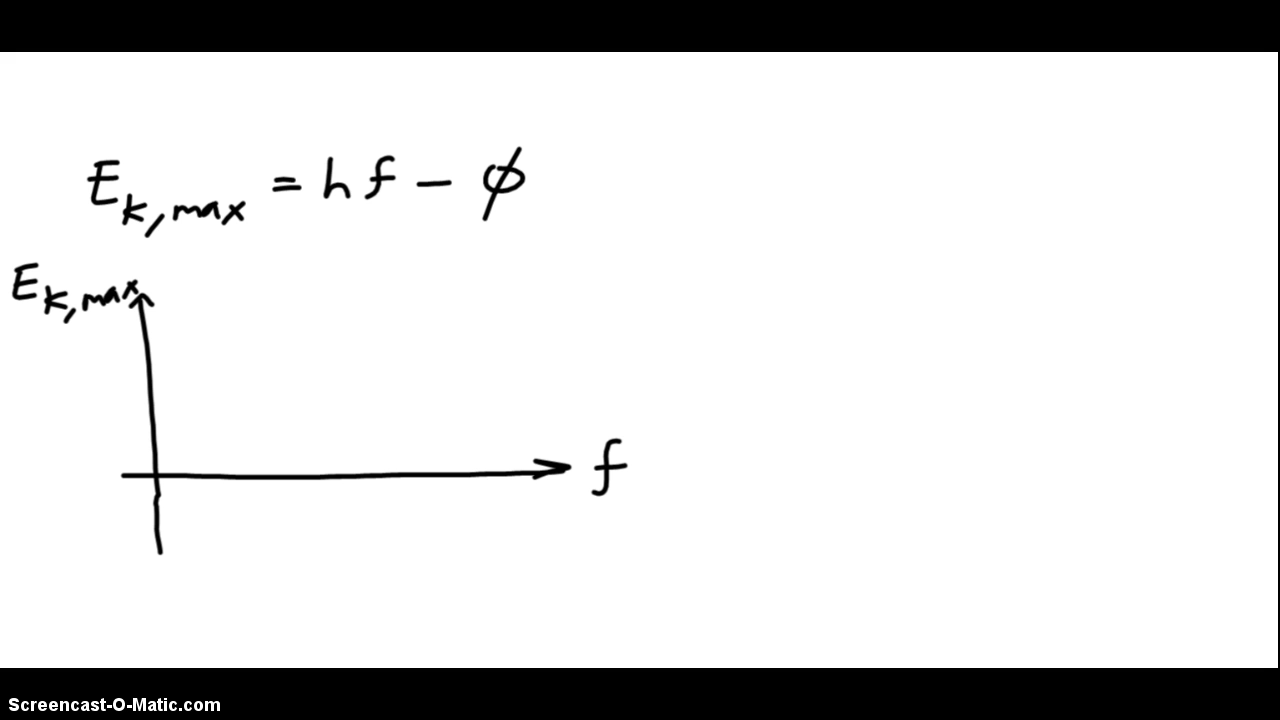 E_k,max = hf - ϕ
E_k,max
f
Screencast-O-Matic.com